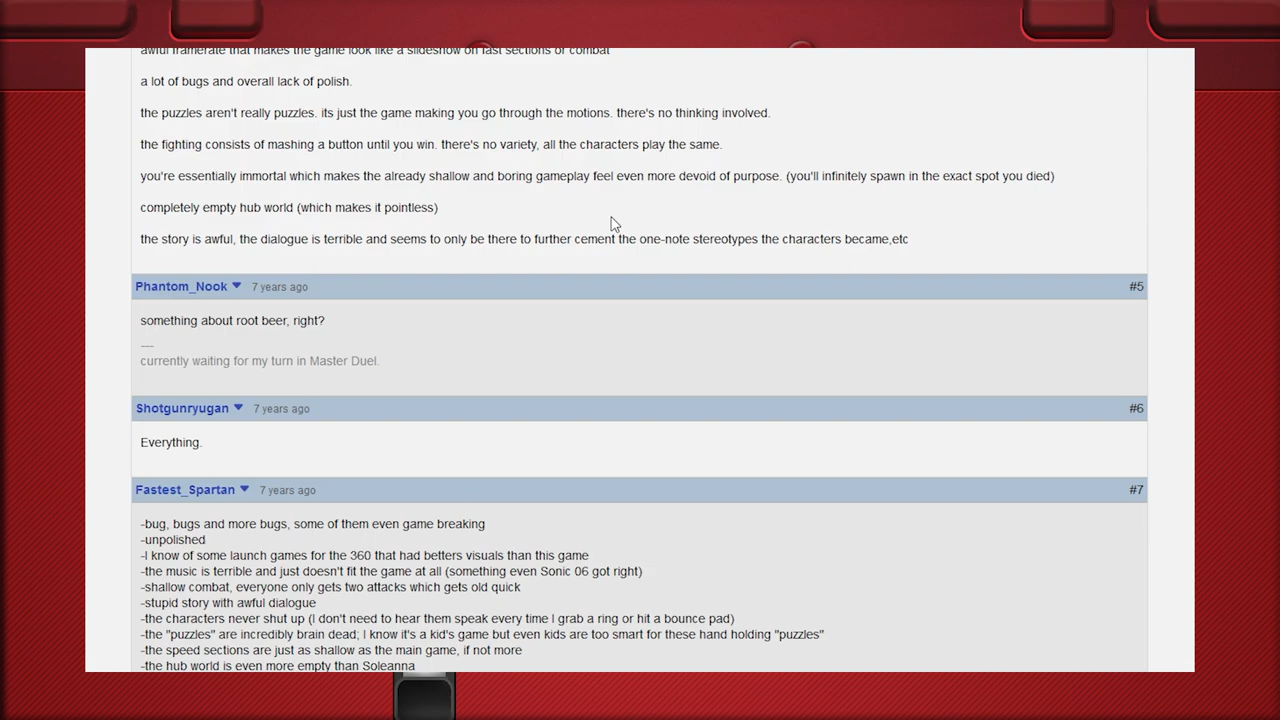 awful framerate that makes the game look like a slideshow on fast sections or combat
a lot of bugs and overall lack of polish.
the puzzles aren't really puzzles. its just the game making you go through the motions. there's no thinking involved.
the fighting consists of mashing a button until you win. there's no variety, all the characters play the same.
you're essentially immortal which makes the already shallow and boring gameplay feel even more devoid of purpose. (you'll infinitely spawn in the exact spot you died)
completely empty hub world (which makes it pointless)
the story is awful, the dialogue is terrible and seems to only be there to further cement the one-note stereotypes the characters became,etc
Phantom_Nook 7 years ago #5
something about root beer, right?
---
currently waiting for my turn in Master Duel.
Shotgunryugan 7 years ago #6
Everything.
Fastest_Spartan 7 years ago #7
-bug, bugs and more bugs, some of them even game breaking
-unpolished
-I know of some launch games for the 360 that had betters visuals than this game
-the music is terrible and just doesn't fit the game at all (something even Sonic 06 got right)
-shallow combat, everyone only gets two attacks which gets old quick
-stupid story with awful dialogue
-the characters never shut up (I don't need to hear them speak every time I grab a ring or hit a bounce pad)
-the "puzzles" are incredibly brain dead; I know it's a kid's game but even kids are too smart for these hand holding "puzzles"
-the speed sections are just as shallow as the main game, if not more
-the hub world is even more empty than Soleanna